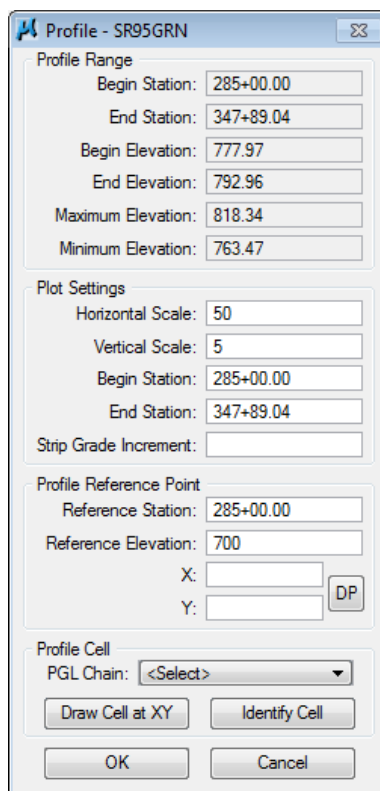 Profile - SR95GRN
Profile Range
Begin Station: 285+00.00
End Station: 347+89.04
Begin Elevation: 777.97
End Elevation: 792.96
Maximum Elevation: 818.34
Minimum Elevation: 763.47
Plot Settings
Horizontal Scale: 50
Vertical Scale: 5
Begin Station: 285+00.00
End Station: 347+89.04
Strip Grade Increment:
Profile Reference Point
Reference Station: 285+00.00
Reference Elevation: 700
X:
DP
Y:
Profile Cell
PGL Chain: <Select>
Draw Cell at XY Identify Cell
OK Cancel